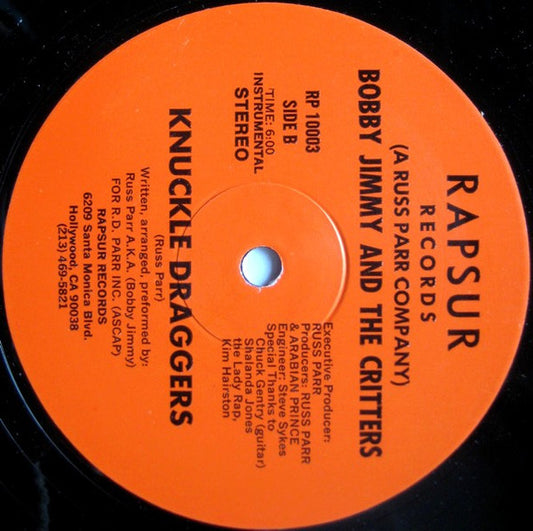 RAPSUR
RECORDS
(A RUSS PARR COMPANY)
BOBBY JIMMY AND THE CRITTERS
RP 10003
SIDE B
TIME: 6:00
INSTRUMENTAL
STEREO
Executive Producer:
RUSS PARR
Producers: RUSS PARR
& ARABIAN PRINCE
Engineer: Steve Sykes
Special Thanks to
Chuck Gentry (guitar)
Shalanda Jones
the Lady Rap,
Kim Hairston
KNUCKLE DRAGGERS
(Russ Parr)
Written, arranged, preformed by:
Russ Parr A.K.A. (Bobby Jimmy)
FOR R.D. PARR INC. (ASCAP)
RAPSUR RECORDS
6209 Santa Monica Blvd.
Hollywood, CA 90038
(213) 469-5821